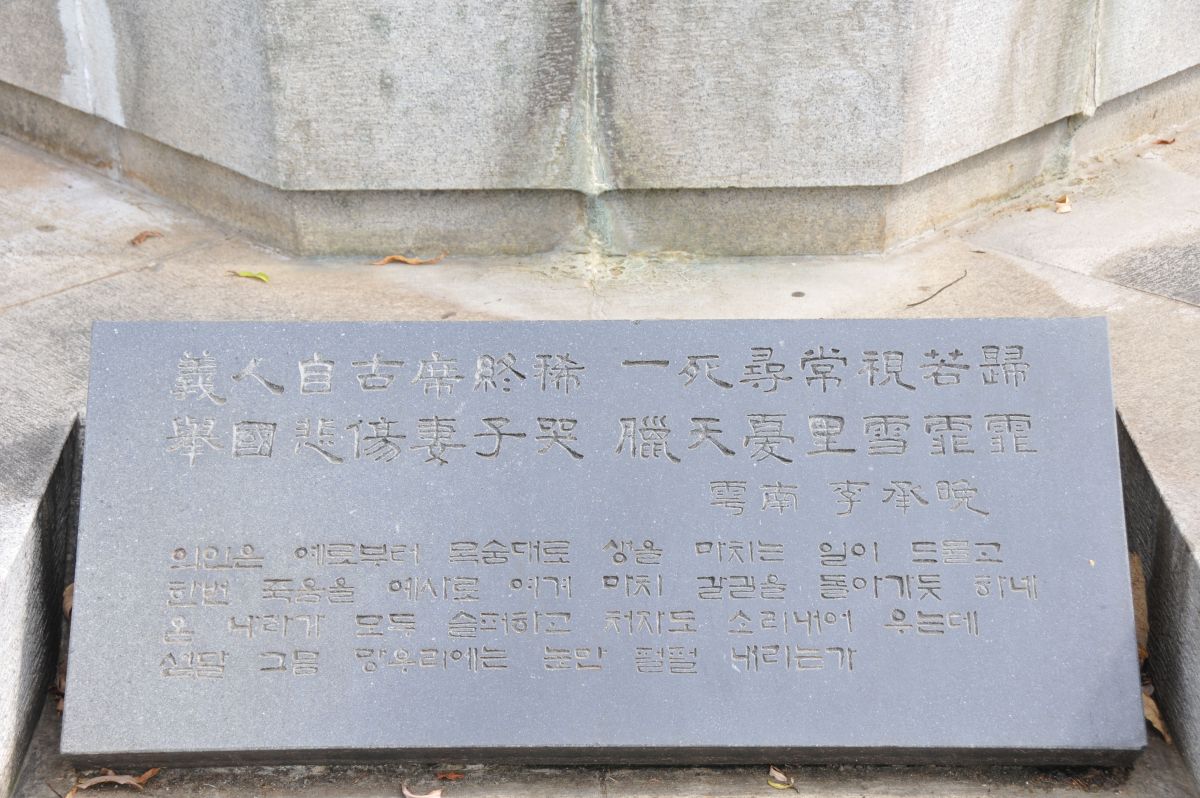 義人自古席終稀 一死尋常視若歸
擧國悲傷妻子哭 臘天憂里雪霏霏
雩南 李承晩
의인은 예로부터 목숨대로 생을 마치는 일이 드물고
한번 죽음을 예사로 여겨 마치 갈길을 돌아가듯 하네
온 나라가 모두 슬퍼하고 처자도 소리내어 우는데
섣달 그믐 망우리에는 눈만 펄펄 내리는가